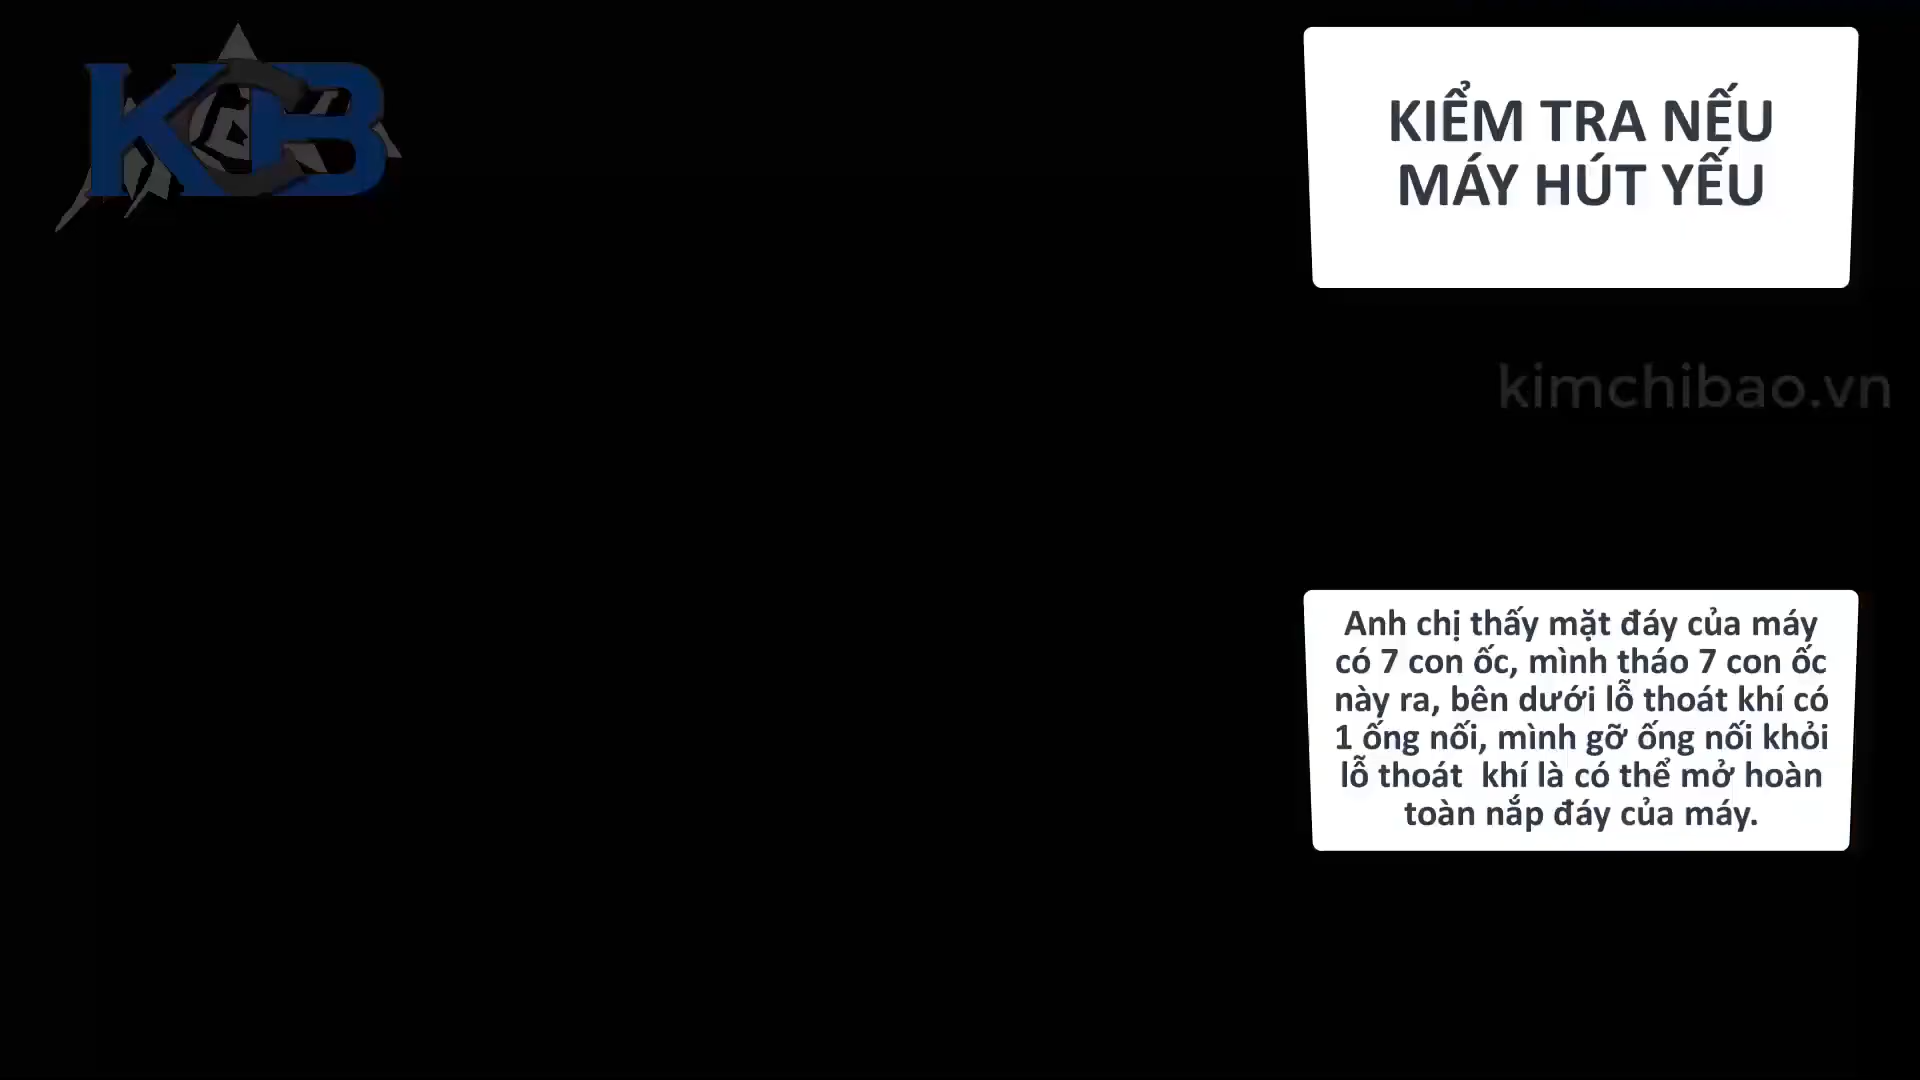 KCB
KIỂM TRA NẾU
MÁY HÚT YẾU
kimchibao.vn
Anh chị thấy mặt đáy của máy
có 7 con ốc, mình tháo 7 con ốc
này ra, bên dưới lỗ thoát khí có
1 ống nối, mình gỡ ống nối khỏi
lỗ thoát  khí là có thể mở hoàn
toàn nắp đáy của máy.